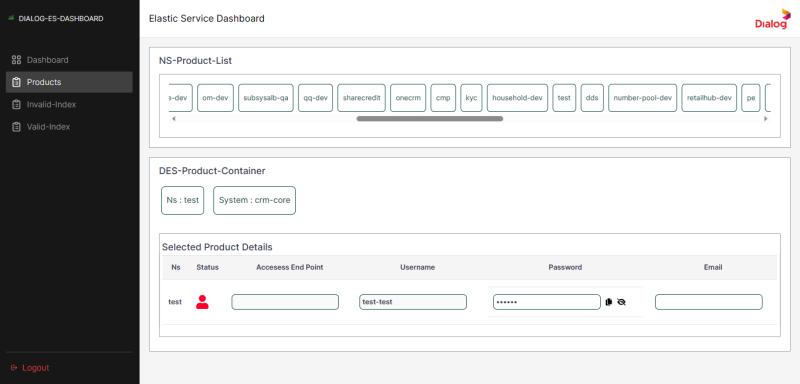 DIALOG-ES-DASHBOARD
Dashboard
Products
Invalid-Index
Valid-Index
Logout
Elastic Service Dashboard
Dialog
NS-Product-List
om-dev subsysalb-qa qq-dev sharecredit onecrm cmp kyc household-dev test dds number-pool-dev retailhub-dev pe
DES-Product-Container
Ns : test System : crm-core
Selected Product Details
Ns Status Accesess End Point Username Password Email
test test-test ••••••